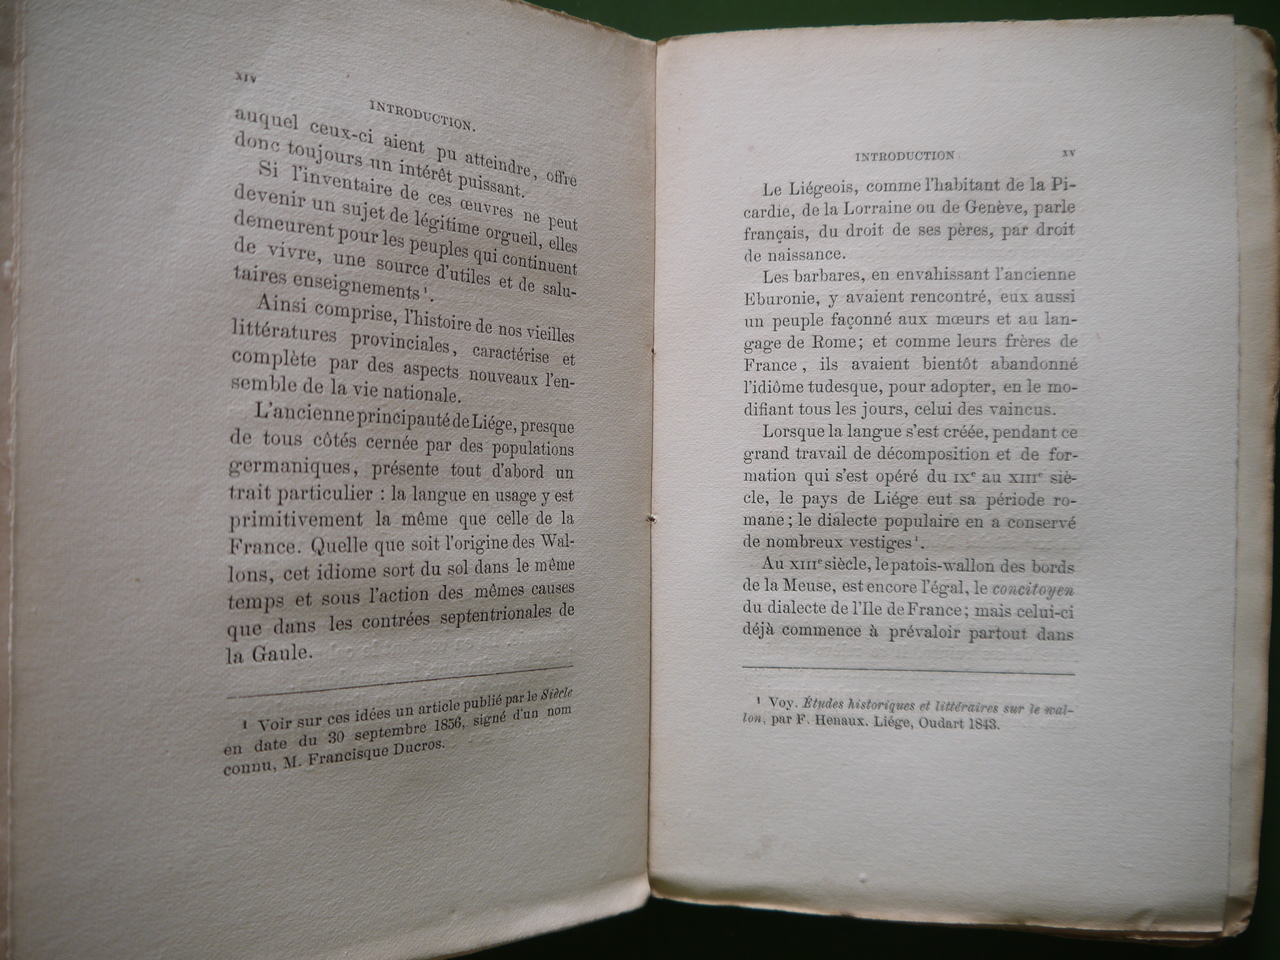 XIV
INTRODUCTION.
auquel ceux-ci aient pu atteindre, offre
donc toujours un intérêt puissant.
Si l'inventaire de ces œuvres ne peut
devenir un sujet de légitime orgueil, elles
demeurent pour les peuples qui continuent
de vivre, une source d'utiles et de salu-
taires enseignements¹.
Ainsi comprise, l'histoire de nos vieilles
littératures provinciales, caractérise et
complète par des aspects nouveaux l'en-
semble de la vie nationale.
L'ancienne principauté de Liége, presque
de tous côtés cernée par des populations
germaniques, présente tout d'abord un
trait particulier : la langue en usage y est
primitivement la même que celle de la
France. Quelle que soit l'origine des Wal-
lons, cet idiome sort du sol dans le même
temps et sous l'action des mêmes causes
que dans les contrées septentrionales de
la Gaule.
¹ Voir sur ces idées un article publié par le Siècle
en date du 30 septembre 1856, signé d'un nom
connu, M. Francisque Ducros.
INTRODUCTION
XV
Le Liégeois, comme l'habitant de la Pi-
cardie, de la Lorraine ou de Genève, parle
français, du droit de ses pères, par droit
de naissance.
Les barbares, en envahissant l'ancienne
Eburonie, y avaient rencontré, eux aussi
un peuple façonné aux mœurs et au lan-
gage de Rome; et comme leurs frères de
France, ils avaient bientôt abandonné
l'idiôme tudesque, pour adopter, en le mo-
difiant tous les jours, celui des vaincus.
Lorsque la langue s'est créée, pendant ce
grand travail de décomposition et de for-
mation qui s'est opéré du IXᵉ au XIIIᵉ siè-
cle, le pays de Liége eut sa période ro-
mane; le dialecte populaire en a conservé
de nombreux vestiges¹.
Au XIIIᵉ siècle, le patois-wallon des bords
de la Meuse, est encore l'égal, le concitoyen
du dialecte de l'Ile de France; mais celui-ci
déjà commence à prévaloir partout dans
¹ Voy. Études historiques et littéraires sur le wal-
lon, par F. Henaux. Liége, Oudart 1843.